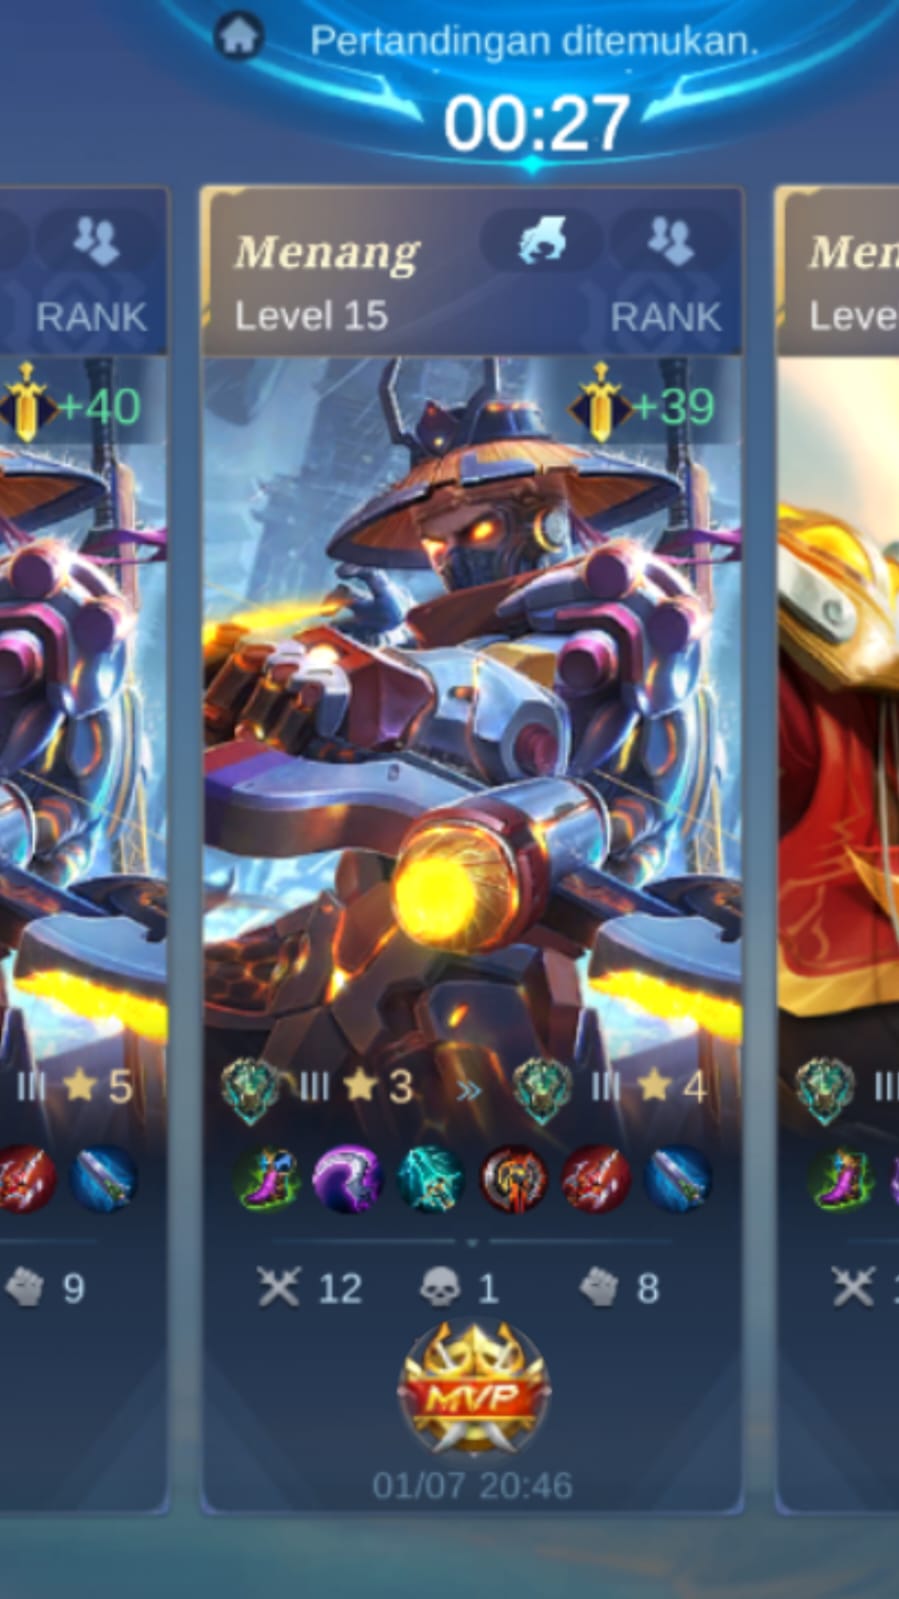 Pertandingan ditemukan.
00:27
RANK
+40
5
9
Menang
Level 15
RANK
+39
III 3 » III 4
12 1 8
MVP
01/07 20:46